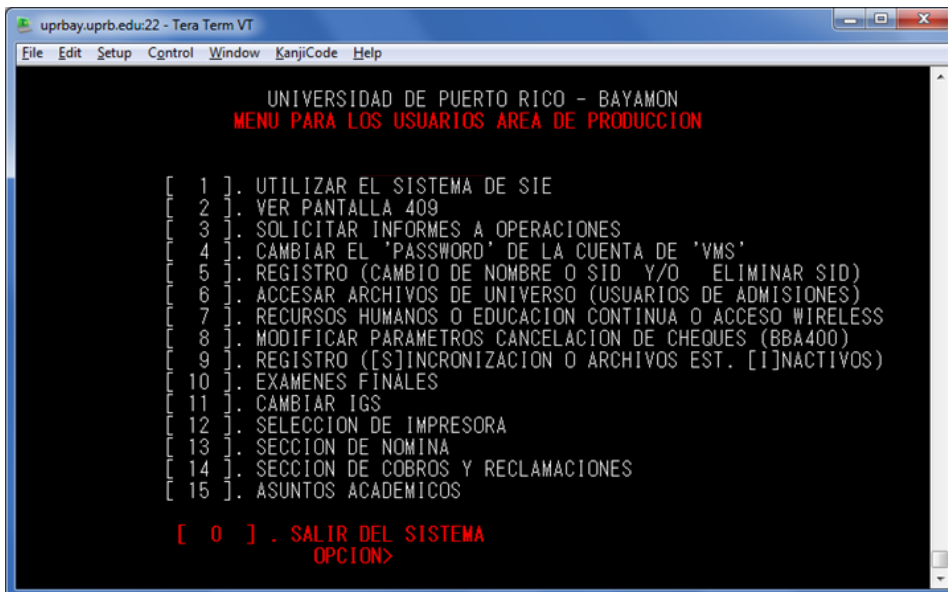 uprbay.uprb.edu:22 - Tera Term VT
File Edit Setup Control Window KanjiCode Help
UNIVERSIDAD DE PUERTO RICO - BAYAMON
MENU PARA LOS USUARIOS AREA DE PRODUCCION
[ 1 ]. UTILIZAR EL SISTEMA DE SIE
[ 2 ]. VER PANTALLA 409
[ 3 ]. SOLICITAR INFORMES A OPERACIONES
[ 4 ]. CAMBIAR EL 'PASSWORD' DE LA CUENTA DE 'VMS'
[ 5 ]. REGISTRO (CAMBIO DE NOMBRE O SID Y/O ELIMINAR SID)
[ 6 ]. ACCESAR ARCHIVOS DE UNIVERSO (USUARIOS DE ADMISIONES)
[ 7 ]. RECURSOS HUMANOS O EDUCACION CONTINUA O ACCESO WIRELESS
[ 8 ]. MODIFICAR PARAMETROS CANCELACION DE CHEQUES (BBA400)
[ 9 ]. REGISTRO ([S]INCRONIZACION O ARCHIVOS EST. [I]NACTIVOS)
[ 10 ]. EXAMENES FINALES
[ 11 ]. CAMBIAR IGS
[ 12 ]. SELECCION DE IMPRESORA
[ 13 ]. SECCION DE NOMINA
[ 14 ]. SECCION DE COBROS Y RECLAMACIONES
[ 15 ]. ASUNTOS ACADEMICOS
[ 0 ] . SALIR DEL SISTEMA
OPCION>